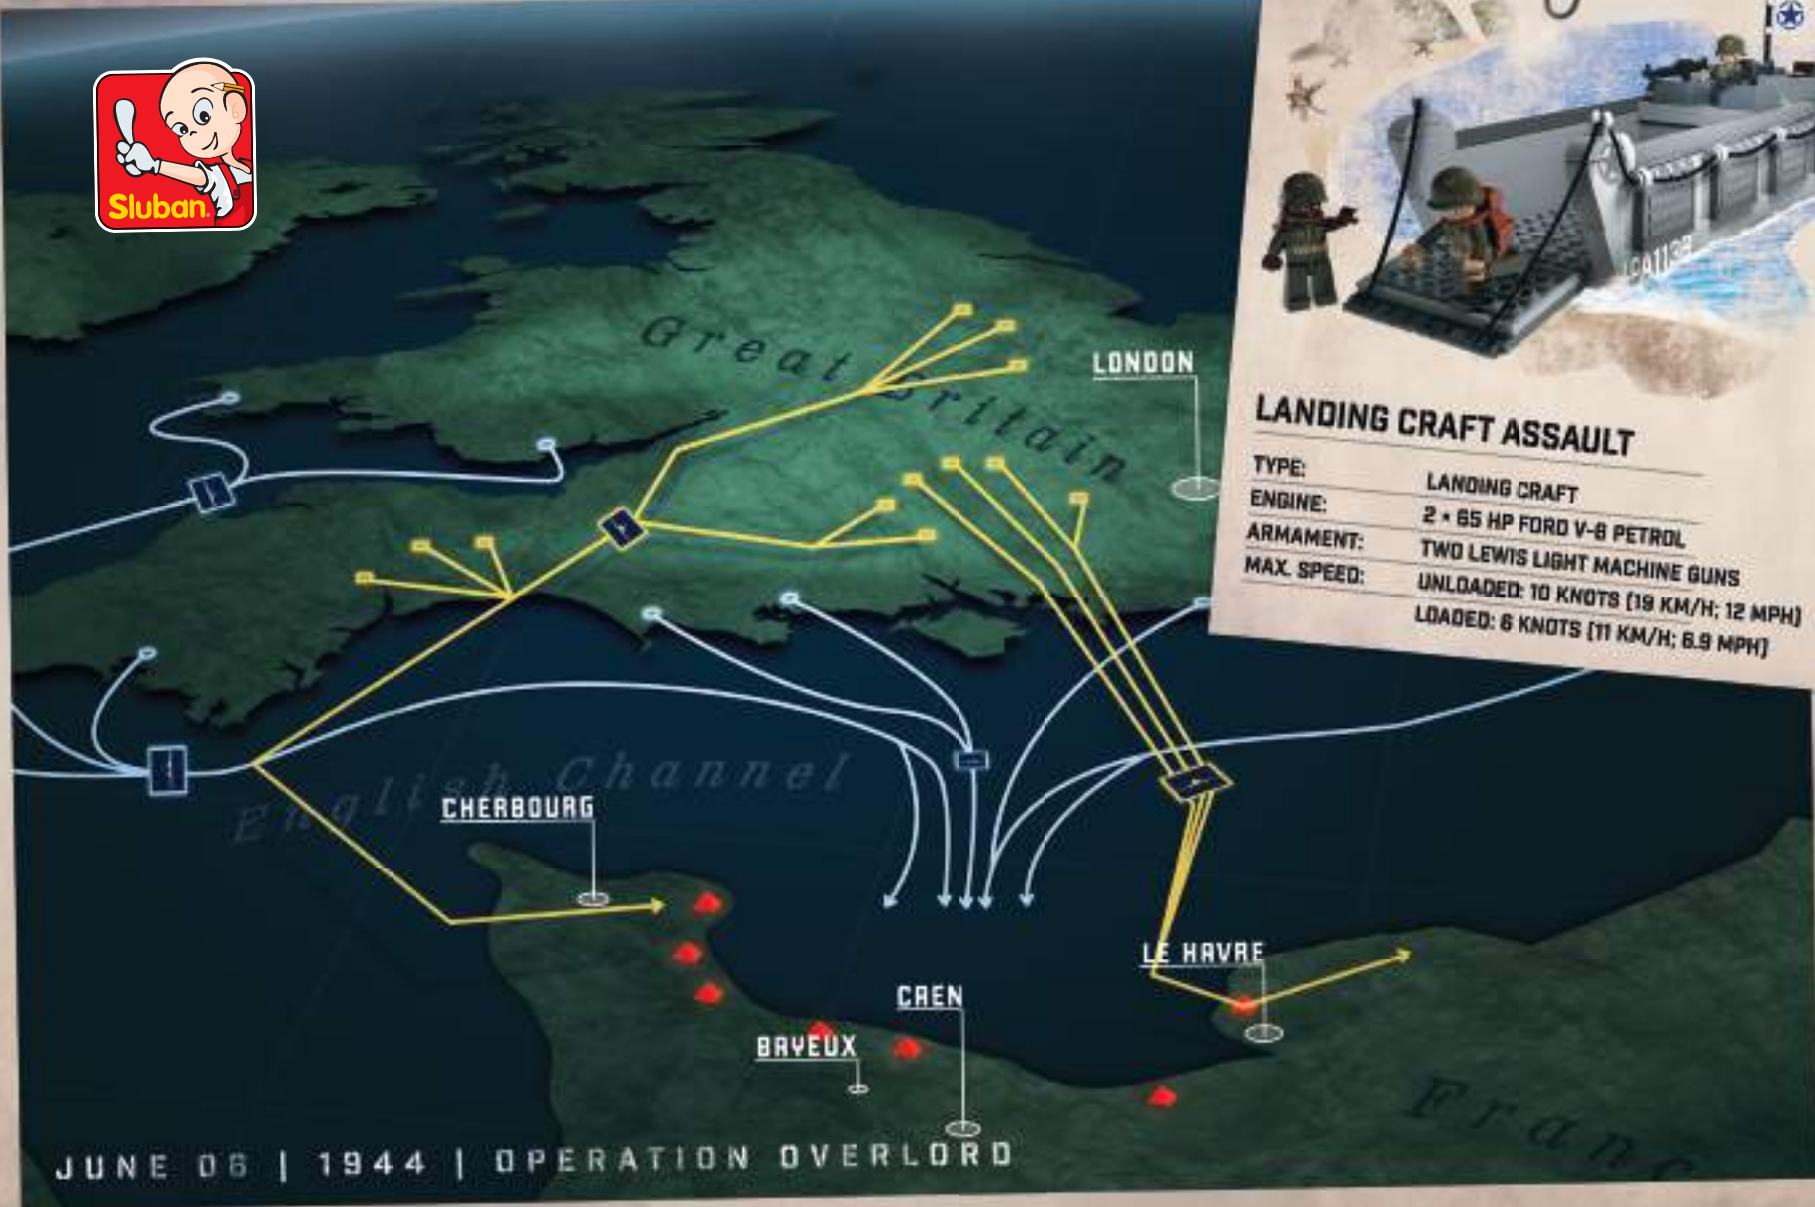 Sluban
Great Britain
LONDON
English Channel
CHERBOURG
LE HAVRE
CAEN
BAYEUX
Franc
JUNE 06 | 1944 | OPERATION OVERLORD
LANDING CRAFT ASSAULT
TYPE: LANDING CRAFT
ENGINE: 2 × 65 HP FORD V-8 PETROL
ARMAMENT: TWO LEWIS LIGHT MACHINE GUNS
MAX. SPEED: UNLOADED: 10 KNOTS (19 KM/H; 12 MPH)
LOADED: 6 KNOTS (11 KM/H; 6.9 MPH)